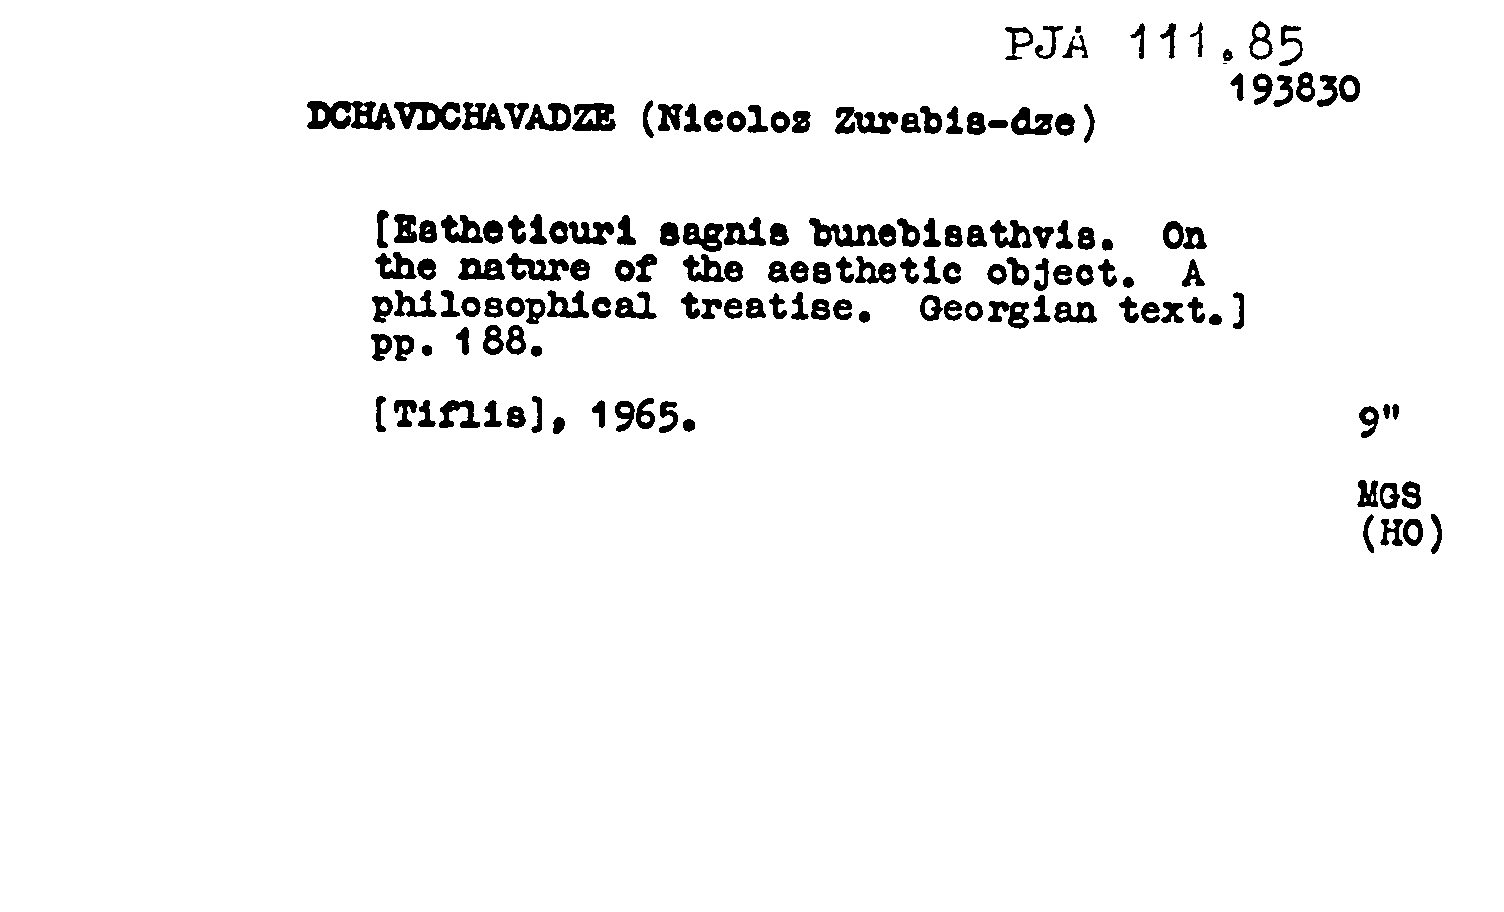 PJA 111.85
193830
DCHAVDCHAVADZE (Nicoloz Zurabis-dze)
[Estheticuri sagnis bunebisathvis. On
the nature of the aesthetic object. A
philosophical treatise. Georgian text.]
pp. 188.
[Tiflis], 1965.
9"
MGS
(HO)